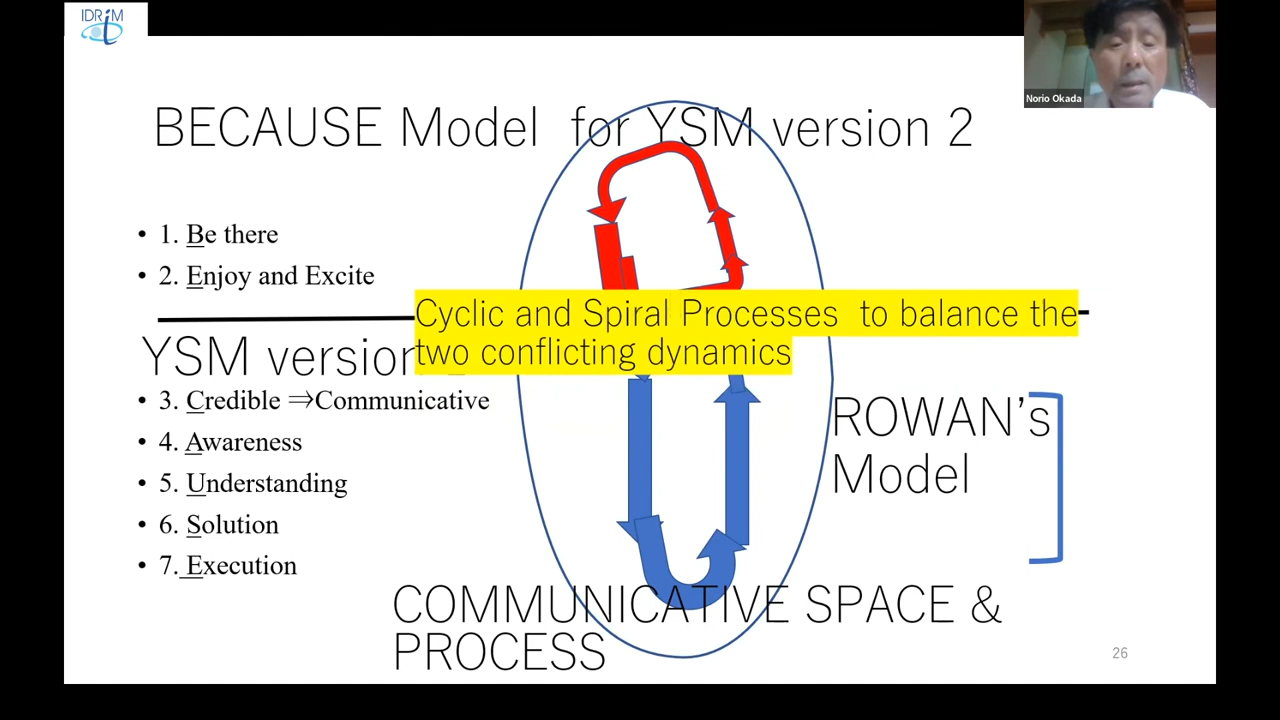 IDRiM
Norio Okada
BECAUSE Model for YSM version 2
• 1. Be there
• 2. Enjoy and Excite
Cyclic and Spiral Processes to balance the
two conflicting dynamics
YSM version
• 3. Credible ⇒Communicative
• 4. Awareness
• 5. Understanding
• 6. Solution
• 7. Execution
ROWAN's
Model
COMMUNICATIVE SPACE &
PROCESS
26